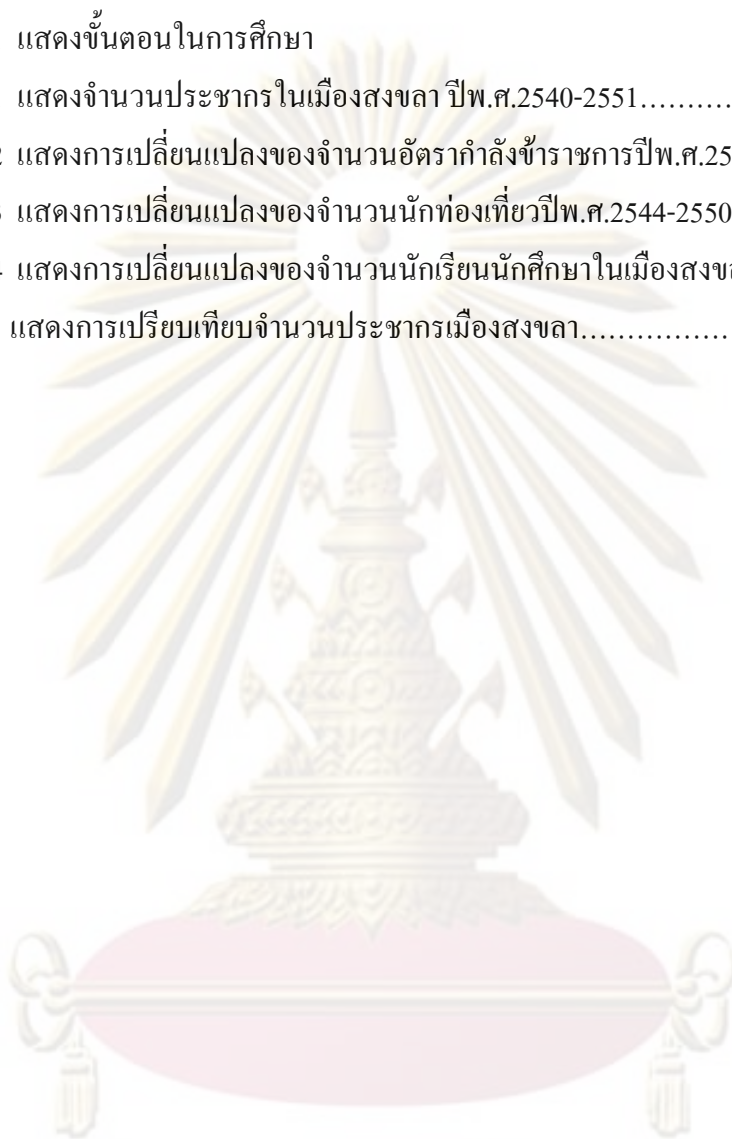 แสดงขั้นตอนในการศึกษา
แสดงจำนวนประชากรในเมืองสงขลา ปีพ.ศ.2540-2551..........
แสดงการเปลี่ยนแปลงของจำนวนอัตรากำลังข้าราชการปีพ.ศ.25
แสดงการเปลี่ยนแปลงของจำนวนนักท่องเที่ยวปีพ.ศ.2544-2550
แสดงการเปลี่ยนแปลงของจำนวนนักเรียนนักศึกษาในเมืองสงข
แสดงการเปรียบเทียบจำนวนประชากรเมืองสงขลา................